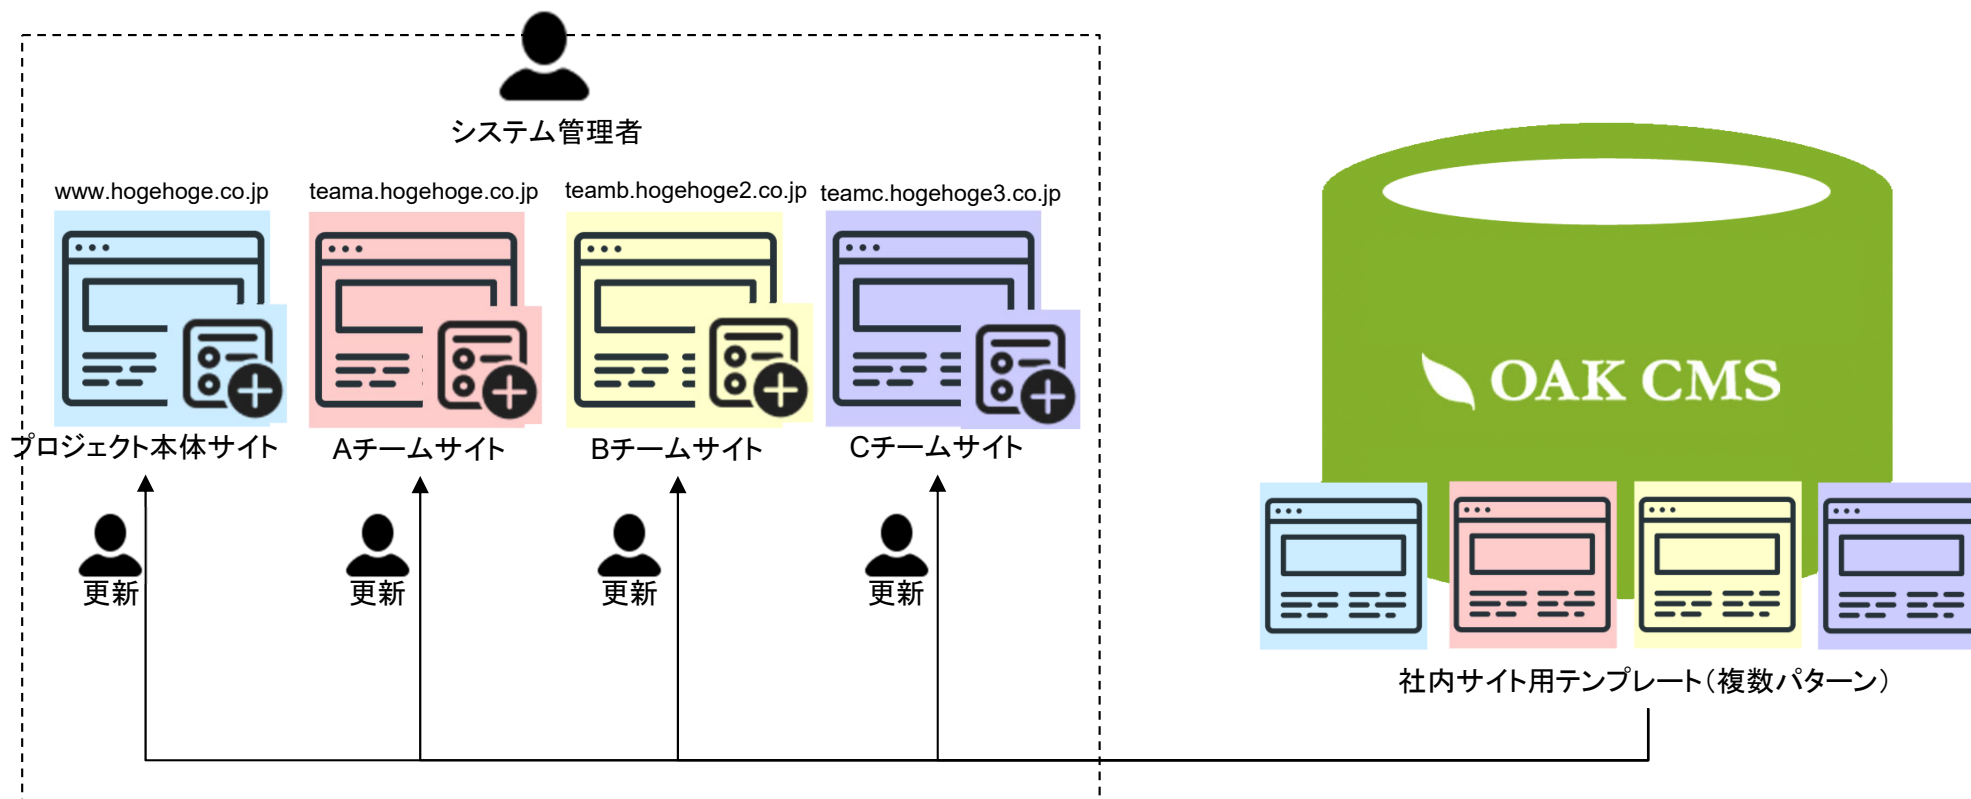 システム管理者
www.hogehoge.co.jp
teama.hogehoge.co.jp
teamb.hogehoge2.co.jp
teamc.hogehoge3.co.jp
プロジェクト本体サイト
Aチームサイト
Bチームサイト
Cチームサイト
更新
更新
更新
更新
OAK CMS
社内サイト用テンプレート（複数パターン）